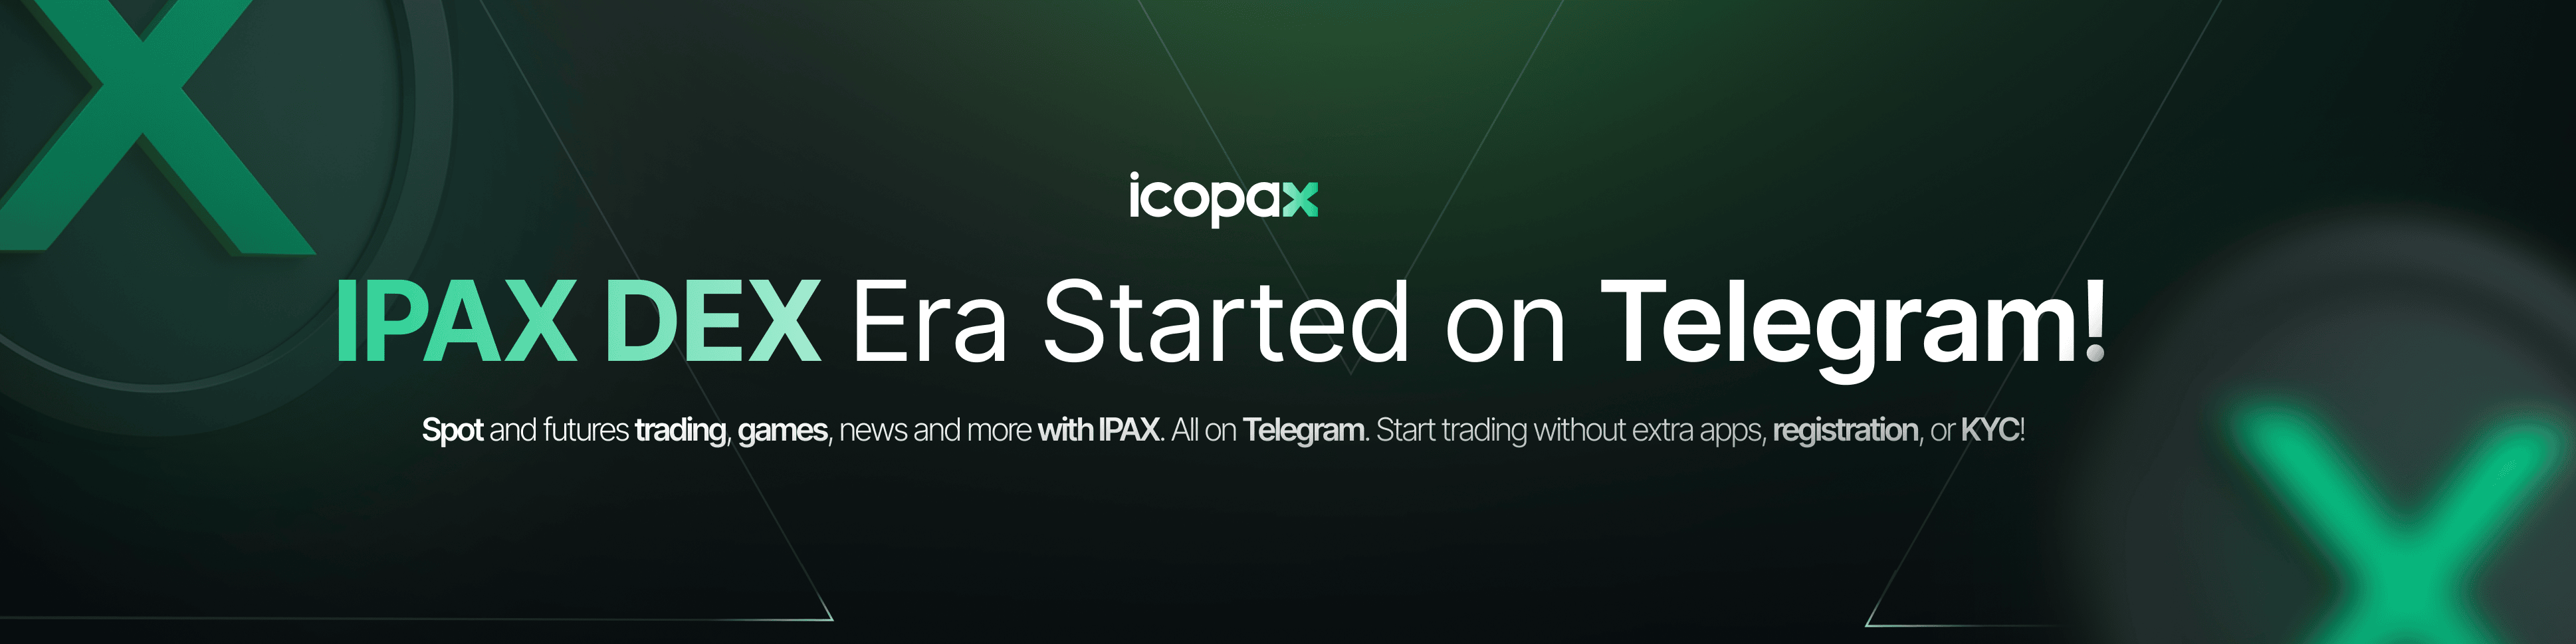 icopax
IPAX DEX Era Started on Telegram!
Spot and futures trading, games, news and more with IPAX. All on Telegram. Start trading without extra apps, registration, or KYC!